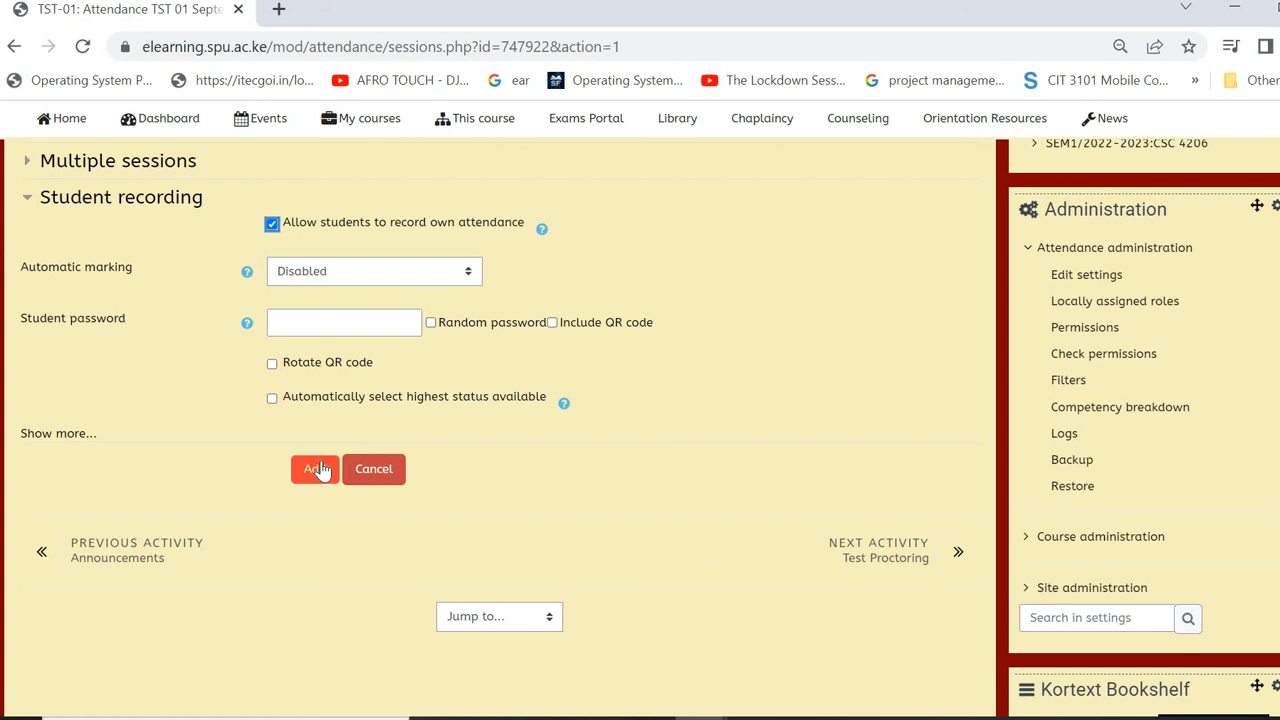 TST-01: Attendance TST 01 Septe
elearning.spu.ac.ke/mod/attendance/sessions.php?id=747922&action=1
Operating System P... https://itecgoi.in/lo... AFRO TOUCH - DJ... ear Operating System... The Lockdown Sess... project manageme... CIT 3101 Mobile Co... » Other
Home Dashboard Events My courses This course Exams Portal Library Chaplaincy Counseling Orientation Resources News
SEM1/2022-2023:CSC 4206
Multiple sessions
Student recording
Allow students to record own attendance
Automatic marking Disabled
Student password Random password Include QR code
Rotate QR code
Automatically select highest status available
Show more...
Add Cancel
PREVIOUS ACTIVITY
Announcements
NEXT ACTIVITY
Test Proctoring
Jump to...
Administration
Attendance administration
Edit settings
Locally assigned roles
Permissions
Check permissions
Filters
Competency breakdown
Logs
Backup
Restore
Course administration
Site administration
Search in settings
Kortext Bookshelf